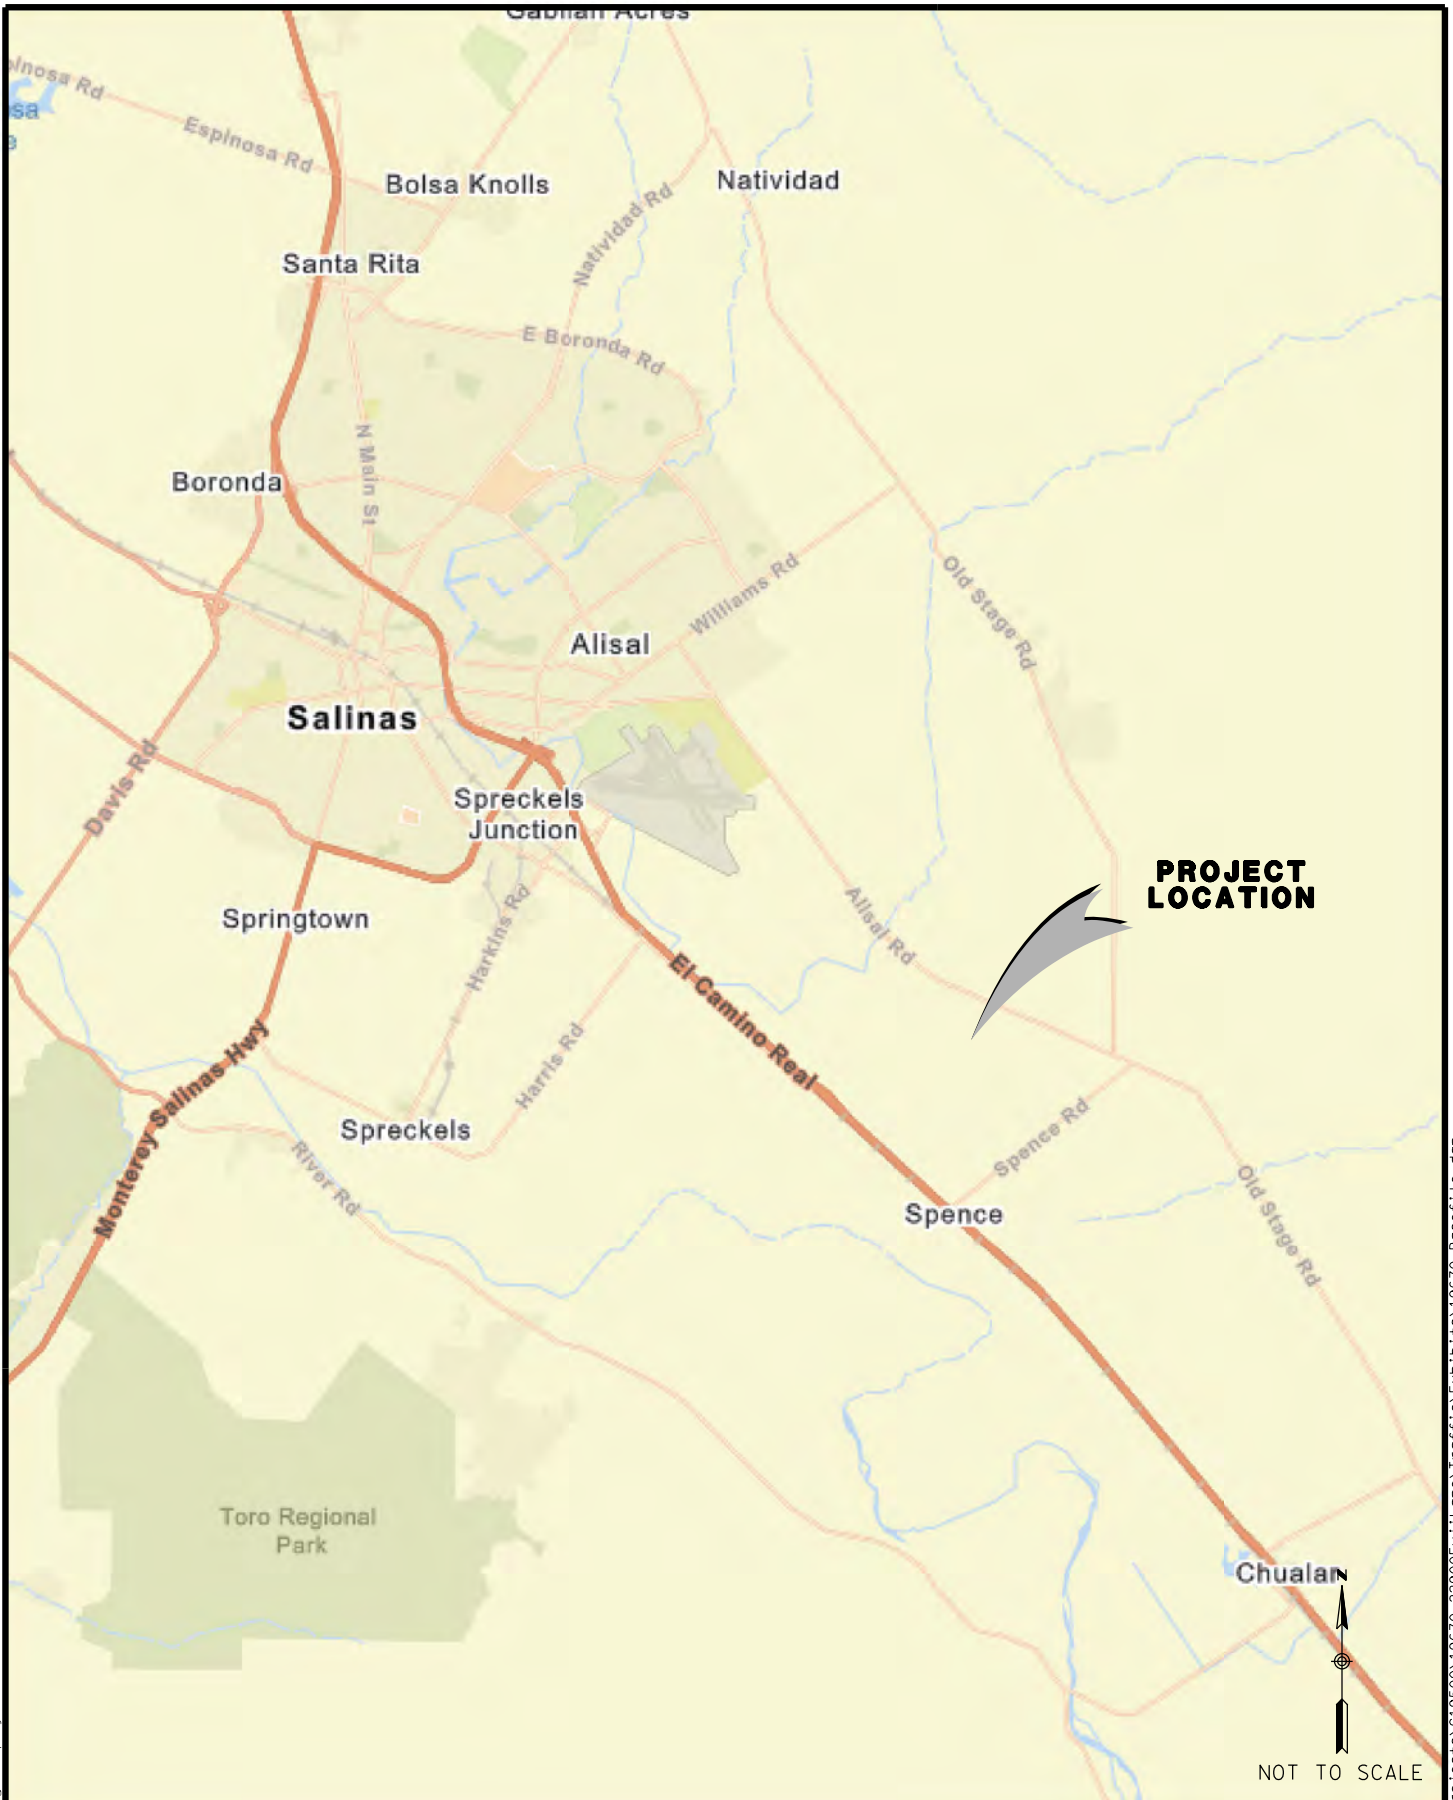 Gabilan Acres
Espinosa Rd
Bolsa Knolls
Natividad
Natividad Rd
Santa Rita
E Boronda Rd
N Main St
Boronda
Williams Rd
Old Stage Rd
Alisal
Salinas
Davis Rd
Spreckels
Junction
PROJECT
LOCATION
Alisal Rd
Springtown
Harkins Rd
El Camino Real
Monterey Salinas Hwy
Harris Rd
Spreckels
Spence Rd
River Rd
Spence
Old Stage Rd
Toro Regional
Park
Chualar
N
NOT TO SCALE